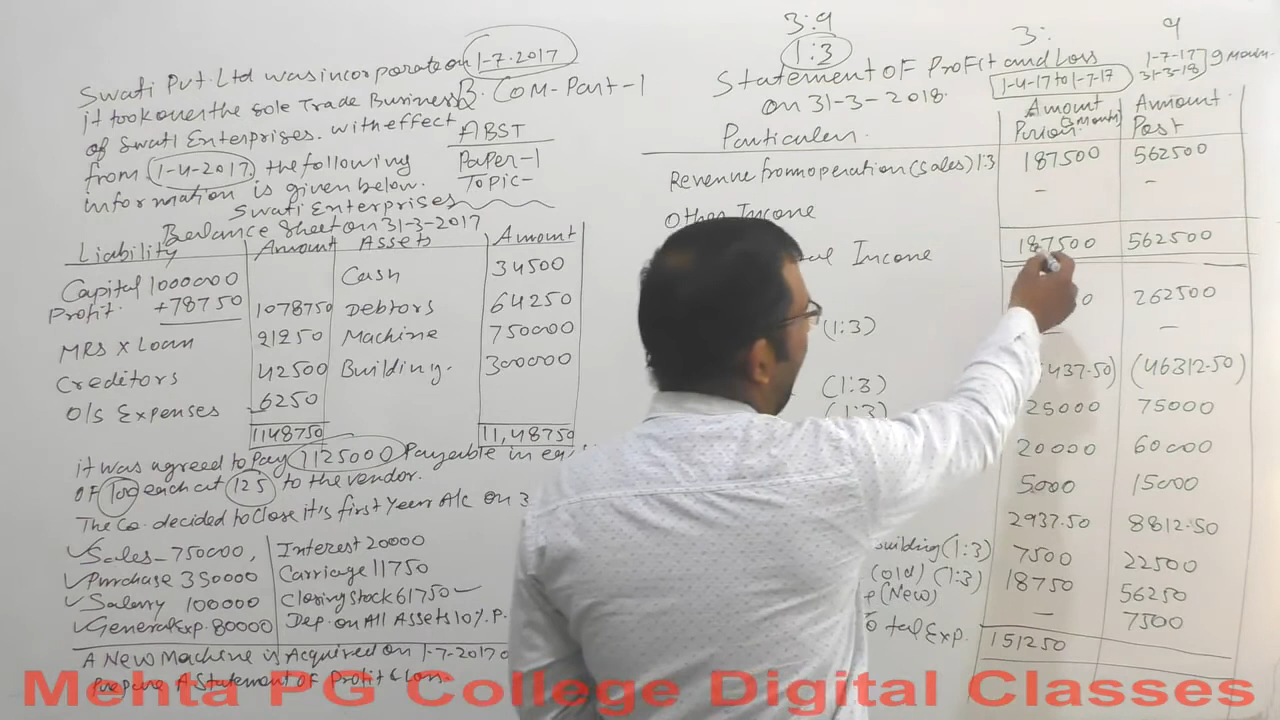 Swati Pvt. Ltd was incorporate on 1-7-2017
it took over the sole Trade Business
of Swati Enterprises. with effect
from 1-4-2017. the following
information is given below.
B.Com-Part-1
ABST
Paper-1
Topic-
Swati Enterprises
Balance Sheet on 31-3-2017
Liability Amount Assets Amount
Capital 1000000 Cash 34500
Profit. +78750 1078750 Debtors 64250
MRS X Loan 21250 Machine 750000
Creditors 42500 Building. 300000
O/S Expenses 6250
1148750 11,48750
it was agreed to Pay 1125000 Payable in
of 100 each at 125 to the vendor.
The Co. decided to close it's first Year A/c on 3
Sales - 750000, Interest 20000
Purchase 350000 Carriage 11750
Salary 100000 Closing stock 61750
General Exp. 80000 Dep. on All Assets 10% P.
A New Machine is Acquired on 1-7-2017
Prepare A Statement of Profit & Loss.
3:9
1:3
3: 9
Statement OF Profit and Loss
on 31-3-2018.
1-4-17 to 1-7-17
1-7-17
31-3-18 9 Month
Particulars Amount Amount
Post
Revenue from operation (Sales) 1:3 187500 562500
Other Income - -
Income 187500 562500
0 262500
(1:3) - -
(1:3) 437.50) (46312.50)
(1:3) 25000 75000
20000 60000
5000 15000
2937.50 8812.50
Building (1:3) 7500 22500
(old) (1:3) 18750 56250
(New) - 7500
Total Exp. 151250
Menta PG College Digital Classes